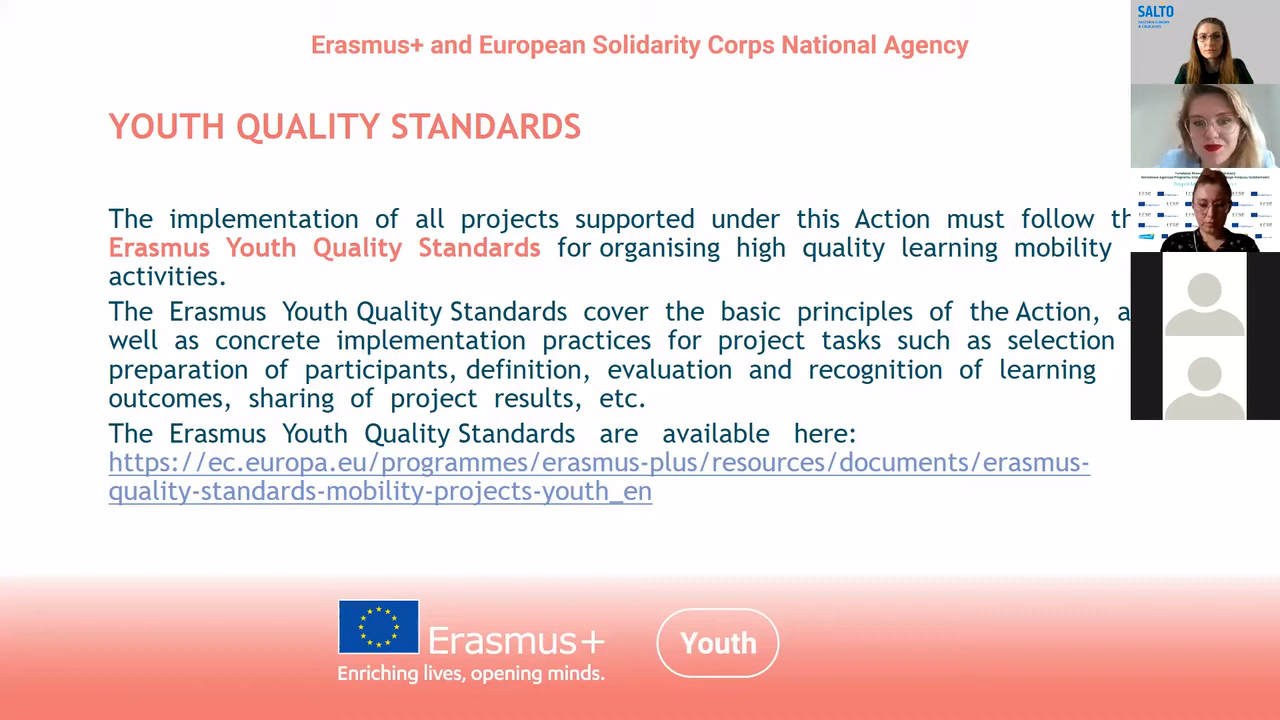 Erasmus+ and European Solidarity Corps National Agency
SALTO
YOUTH QUALITY STANDARDS
The implementation of all projects supported under this Action must follow th
Erasmus Youth Quality Standards for organising high quality learning mobility
activities.
The Erasmus Youth Quality Standards cover the basic principles of the Action, a
well as concrete implementation practices for project tasks such as selection
preparation of participants, definition, evaluation and recognition of learning
outcomes, sharing of project results, etc.
The Erasmus Youth Quality Standards are available here:
https://ec.europa.eu/programmes/erasmus-plus/resources/documents/erasmus-
quality-standards-mobility-projects-youth_en
Erasmus+
Enriching lives, opening minds.
Youth